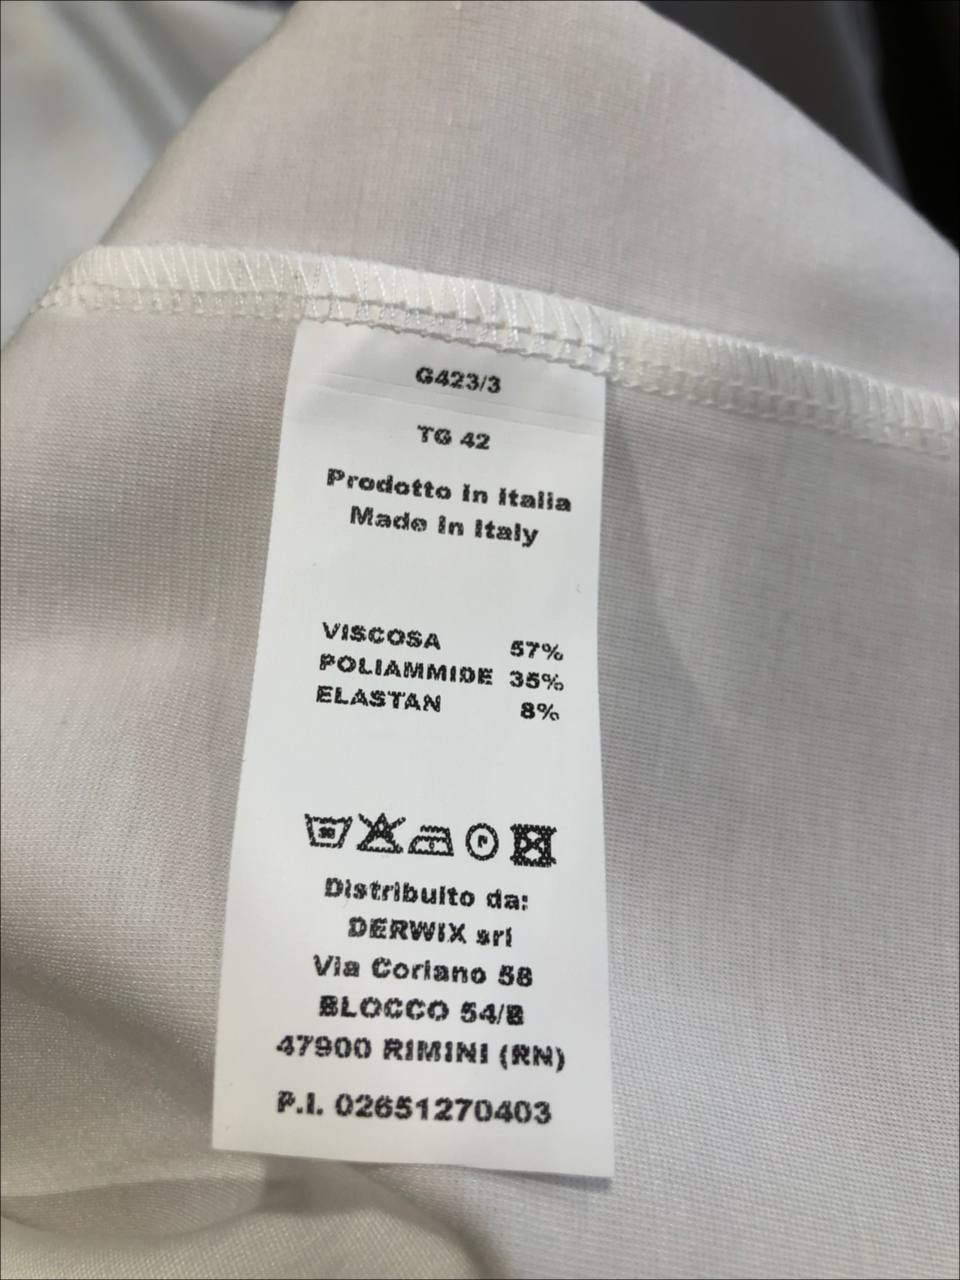 G423/3
TG 42
Prodotto in Italia
Made in Italy
VISCOSA 57%
POLIAMMIDE 35%
ELASTAN 8%
P
Distribuito da:
DERWIX srl
Via Coriano 58
BLOCCO 54/B
47900 RIMINI (RN)
P.I. 02651270403